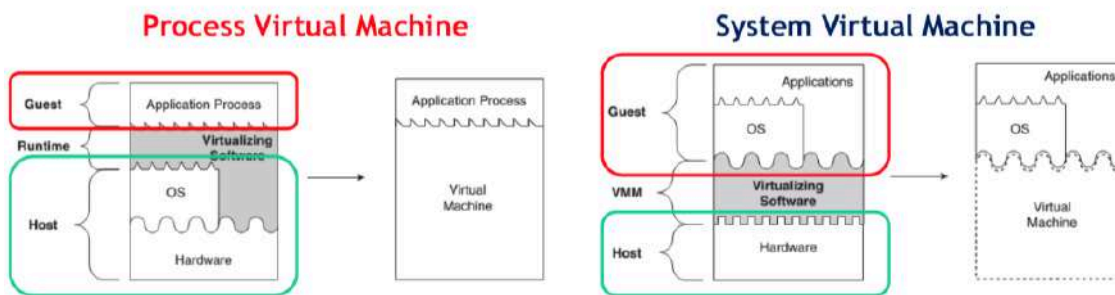 Process Virtual Machine
Guest
Application Process
Runtime
Virtualizing
Software
OS
Host
Hardware
Application Process
Virtual
Machine
System Virtual Machine
Applications
Guest
OS
VMM
Virtualizing
Software
Host
Hardware
Applications
OS
Virtual
Machine